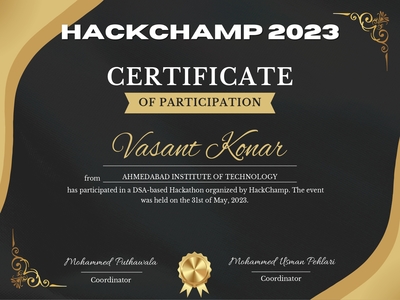 HACKCHAMP 2023
CERTIFICATE
OF PARTICIPATION
Vasant Konar
from AHMEDABAD INSTITUTE OF TECHNOLOGY
has participated in a DSA-based Hackathon organized by HackChamp. The event
was held on the 31st of May, 2023.
Mohammed Puthawala Mohammed Usman Pehlari
Coordinator Coordinator